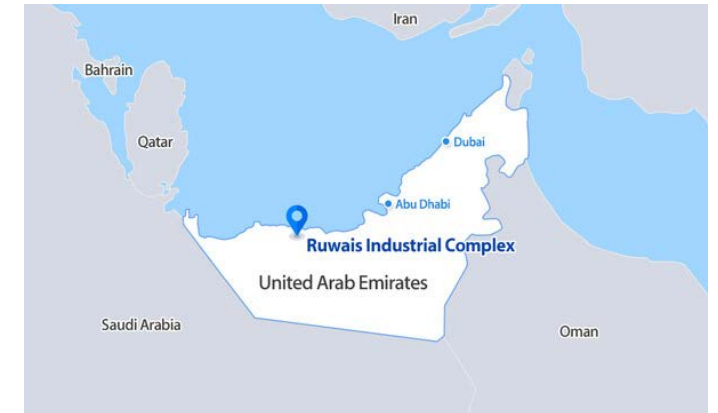 Iran
Bahrain
Qatar
Dubai
Abu Dhabi
Ruwais Industrial Complex
United Arab Emirates
Saudi Arabia
Oman